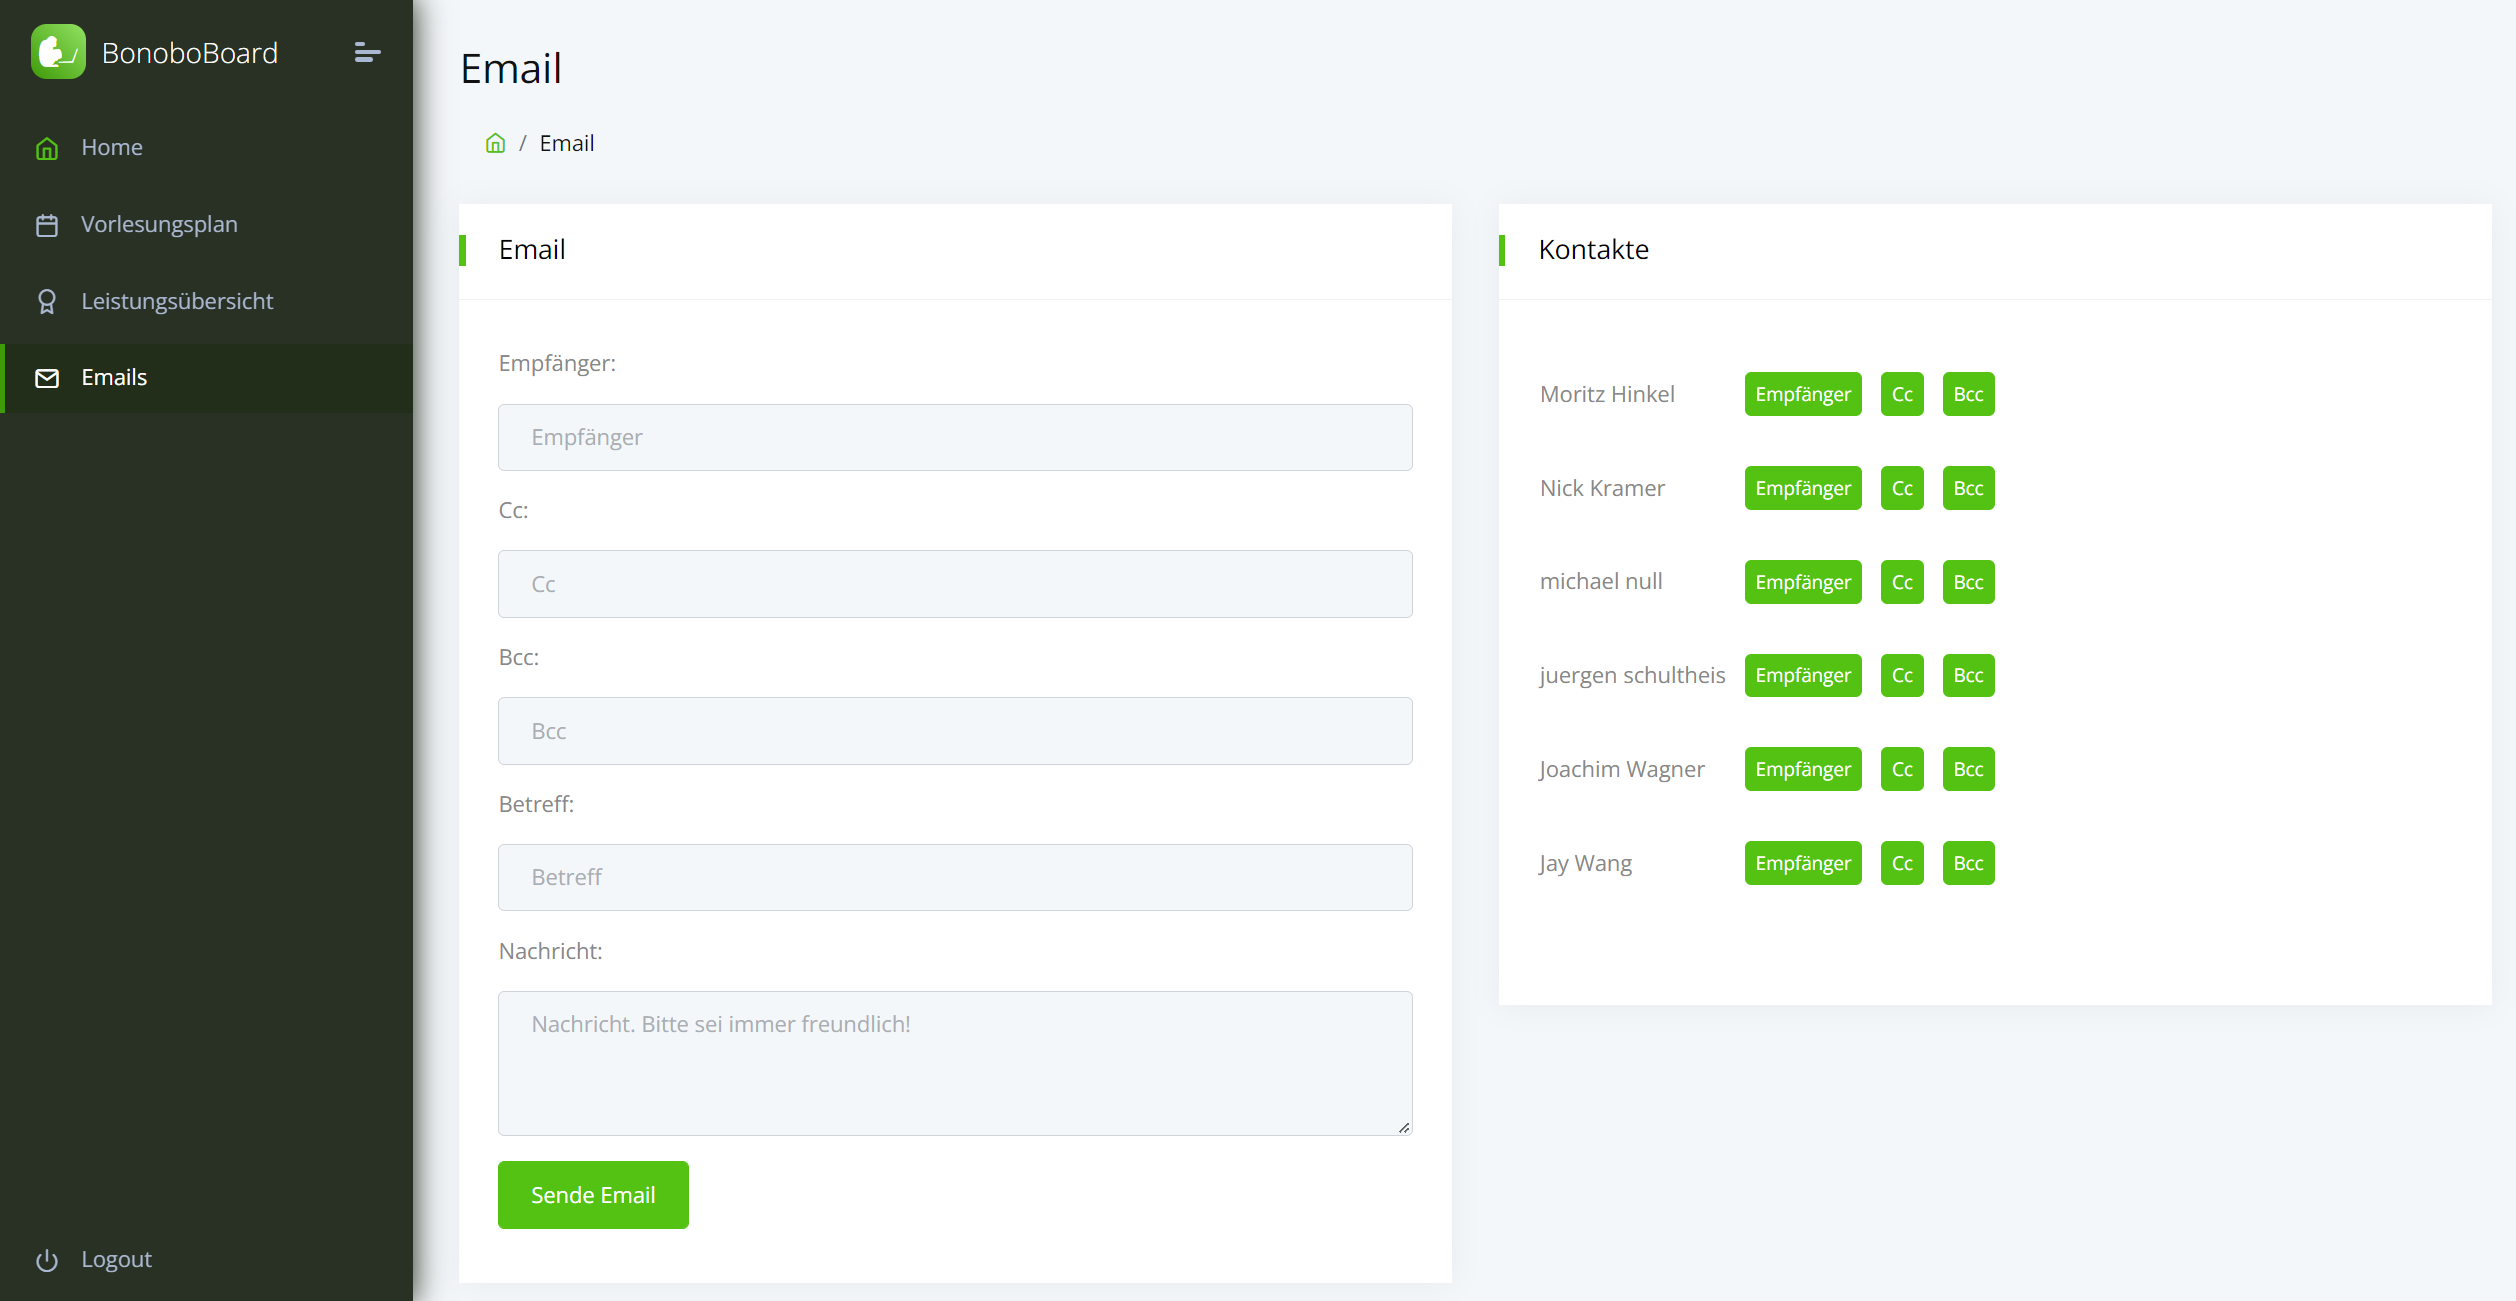 BonoboBoard
Home
Vorlesungsplan
Leistungsübersicht
Emails
Logout
Email
/ Email
Email
Empfänger:
Empfänger
Cc:
Cc
Bcc:
Bcc
Betreff:
Betreff
Nachricht:
Nachricht. Bitte sei immer freundlich!
Sende Email
Kontakte
Moritz Hinkel Empfänger Cc Bcc
Nick Kramer Empfänger Cc Bcc
michael null Empfänger Cc Bcc
juergen schultheis Empfänger Cc Bcc
Joachim Wagner Empfänger Cc Bcc
Jay Wang Empfänger Cc Bcc